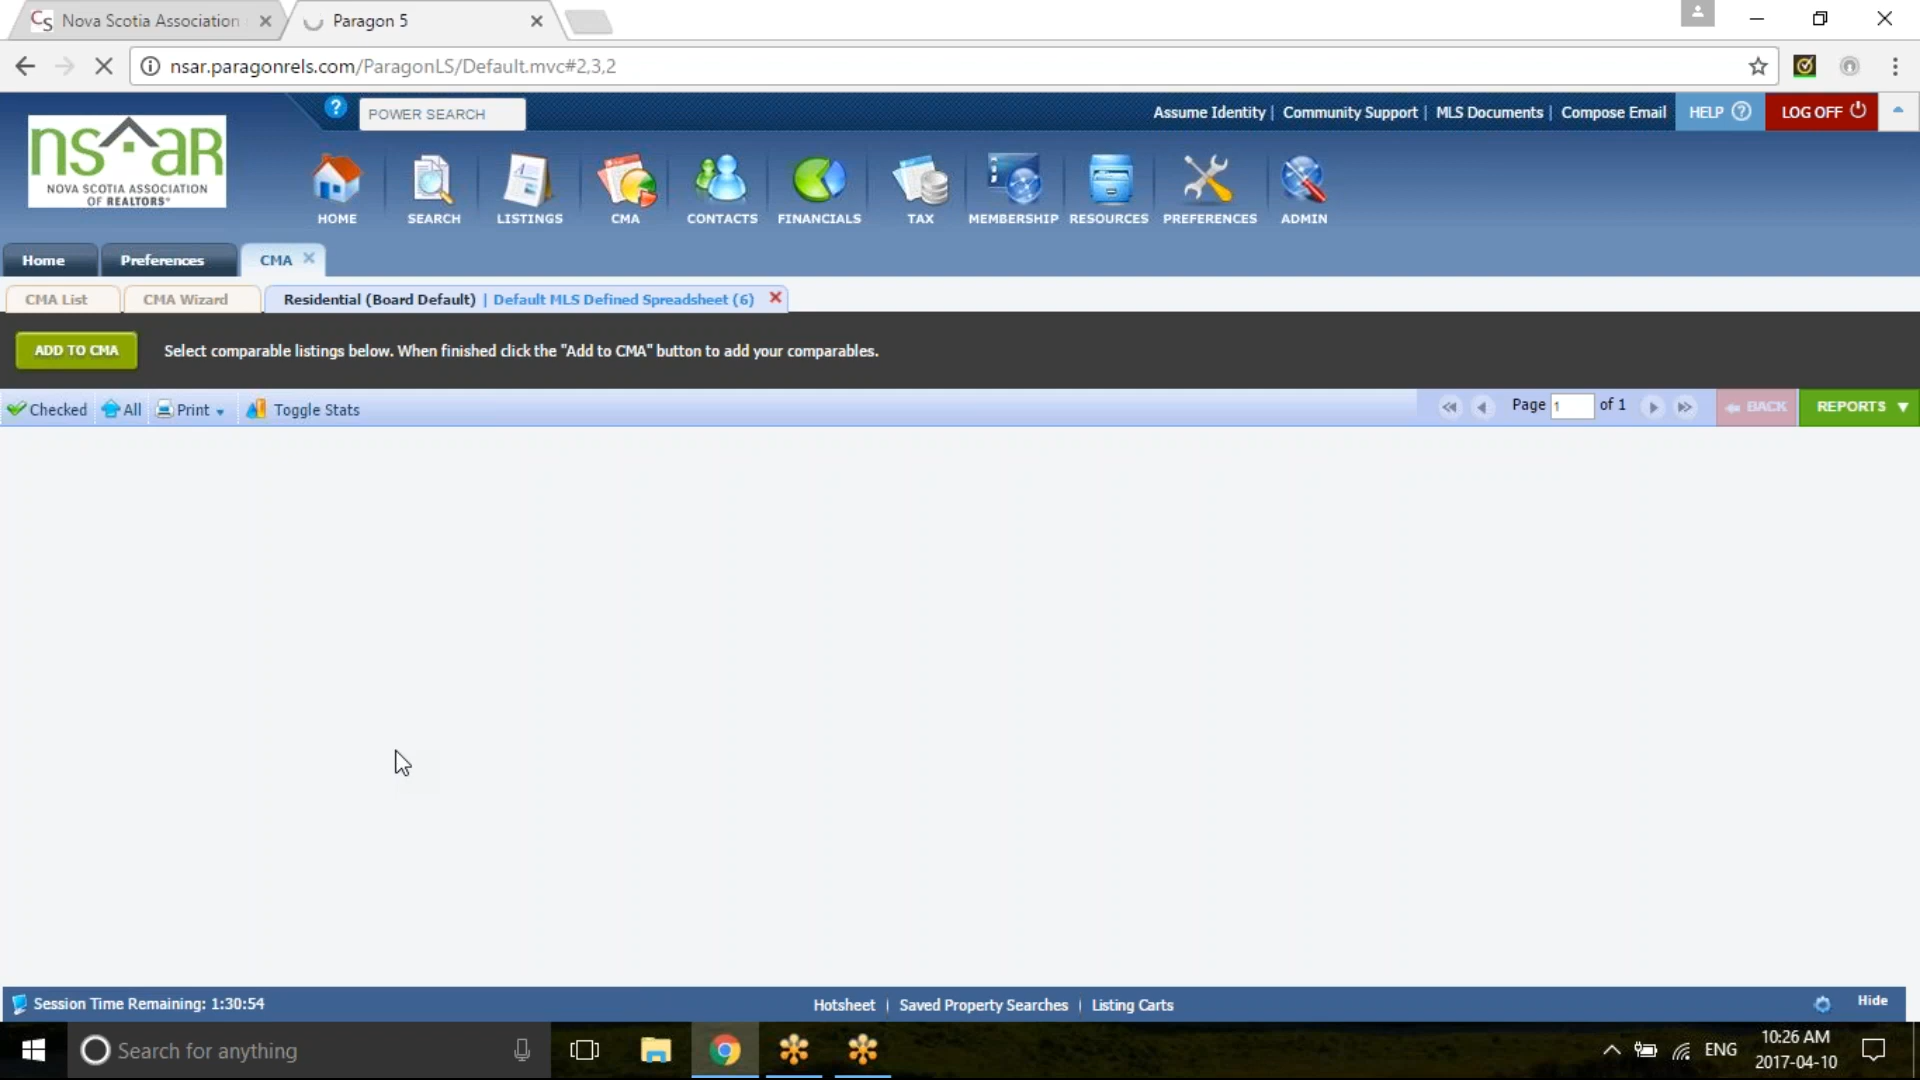 Nova Scotia Association
Paragon 5
nsar.paragonrels.com/ParagonLS/Default.mvc#2,3,2
POWER SEARCH
Assume Identity | Community Support | MLS Documents | Compose Email
HELP
LOG OFF
nsar
NOVA SCOTIA ASSOCIATION
OF REALTORS®
HOME
SEARCH
LISTINGS
CMA
CONTACTS
FINANCIALS
TAX
MEMBERSHIP
RESOURCES
PREFERENCES
ADMIN
Home
Preferences
CMA
CMA List
CMA Wizard
Residential (Board Default) | Default MLS Defined Spreadsheet (6)
ADD TO CMA
Select comparable listings below. When finished click the "Add to CMA" button to add your comparables.
Checked
All
Print
Toggle Stats
Page 1 of 1
BACK
REPORTS
Session Time Remaining: 1:30:54
Hotsheet | Saved Property Searches | Listing Carts
Hide
Search for anything
ENG
10:26 AM
2017-04-10